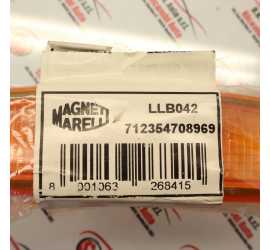 MAGNETI
MARELLI
LLB042
712354708969
8 001063 268415